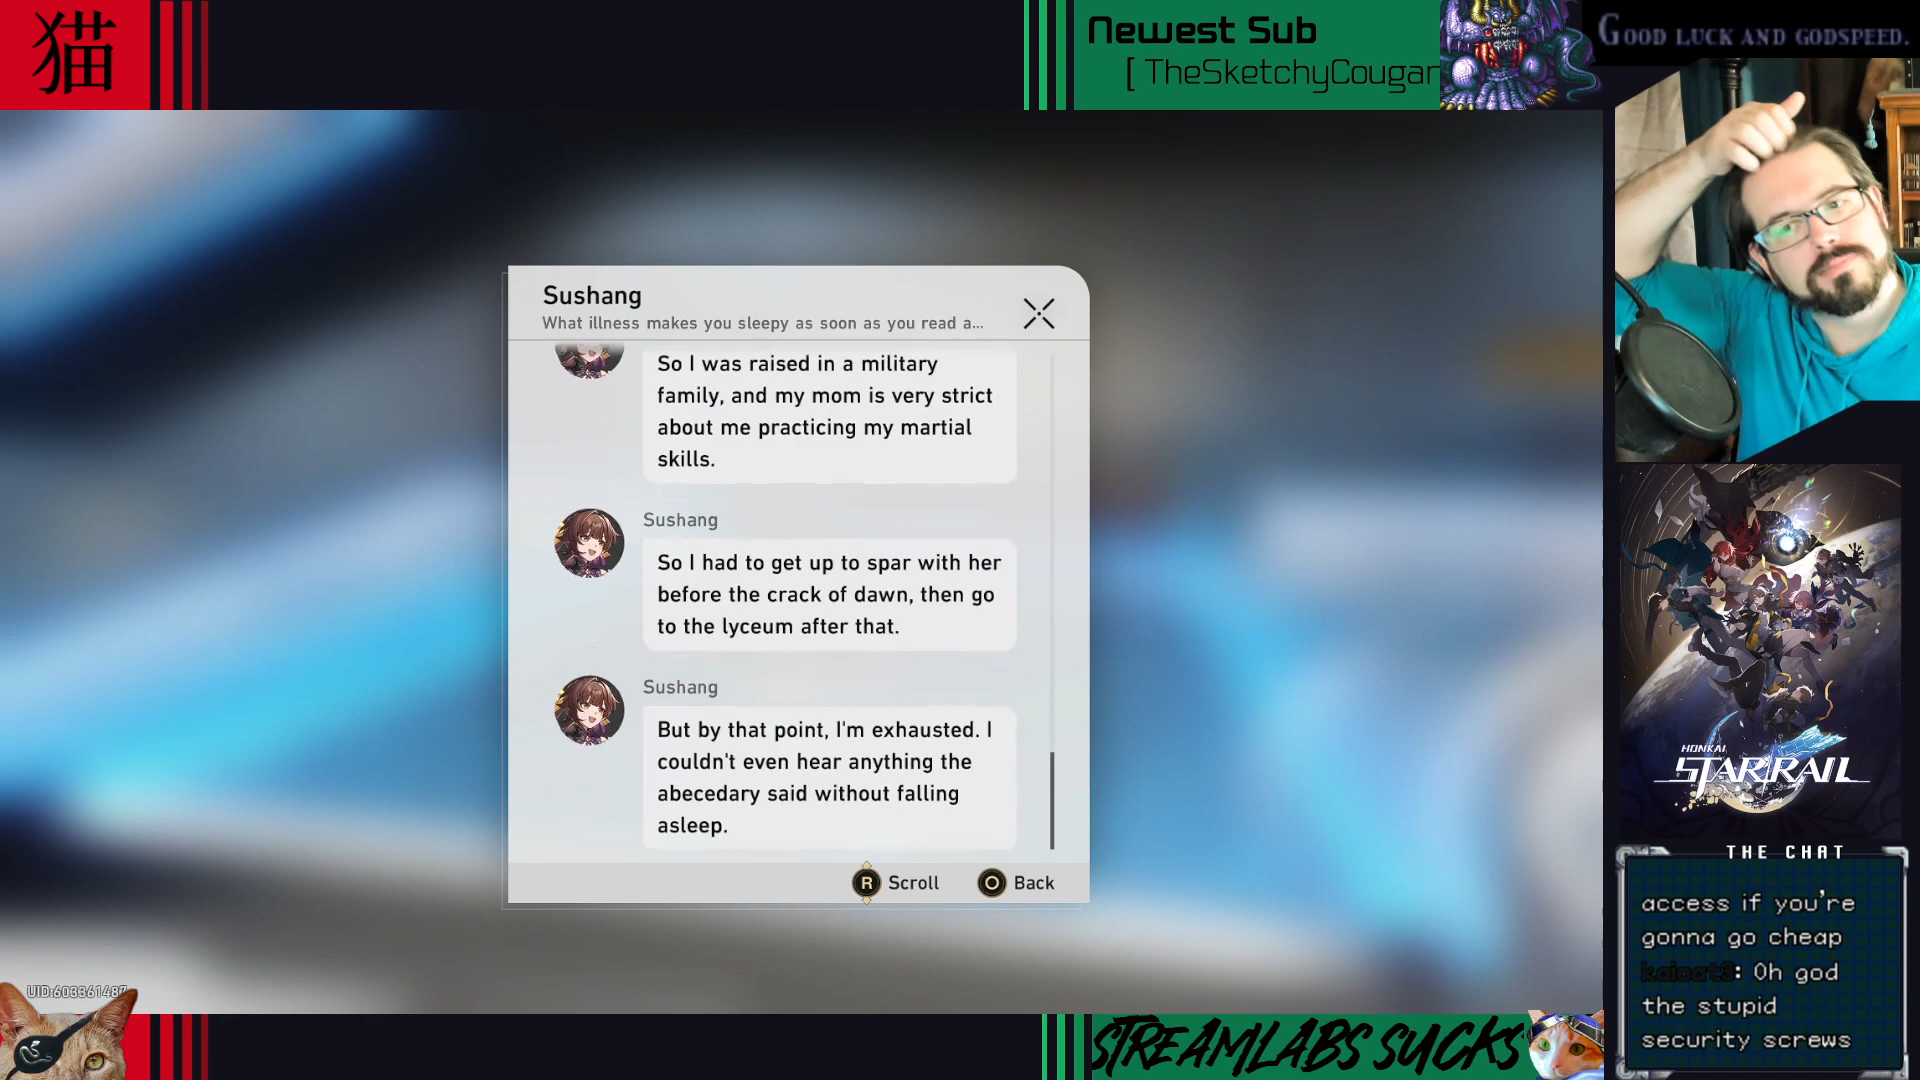 猫
Newest Sub
[ TheSketchyCougar
GOOD LUCK AND GODSPEED.
Sushang
What illness makes you sleepy as soon as you read a...
So I was raised in a military
family, and my mom is very strict
about me practicing my martial
skills.
Sushang
So I had to get up to spar with her
before the crack of dawn, then go
to the lyceum after that.
Sushang
But by that point, I'm exhausted. I
couldn't even hear anything the
abecedary said without falling
asleep.
R Scroll
Back
HONKAI
STAR RAIL
THE CHAT
access if you're
gonna go cheap
: Oh god
the stupid
security screws
UID:603361487
STREAMLABS SUCKS